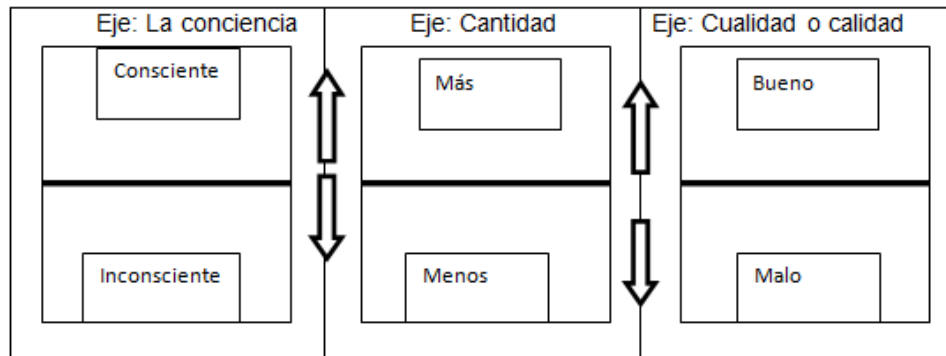 Eje: La conciencia
Eje: Cantidad
Eje: Cualidad o calidad
Consciente
Más
Bueno
Inconsciente
Menos
Malo